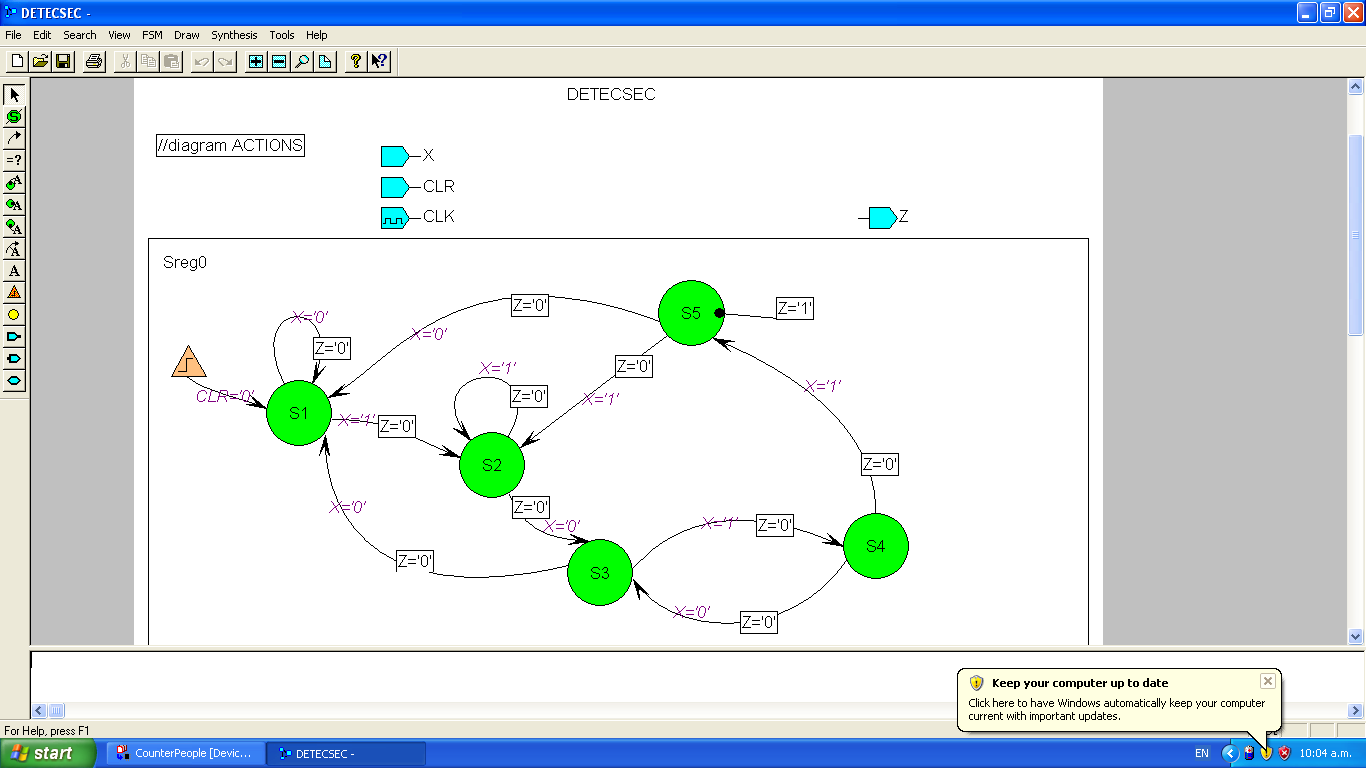 DETECSEC -
File Edit Search View FSM Draw Synthesis Tools Help
DETECSEC
//diagram ACTIONS
X
CLR
CLK
Z
Sreg0
X='0'
Z='0'
Z='0'
X='0'
S5
Z='1'
CLR='0'
S1
X='1'
Z='0'
X='1'
Z='0'
Z='0'
X='1'
X='1'
S2
Z='0'
Z='0'
X='0'
X='0'
Z='0'
S3
X='1'
Z='0'
S4
X='0'
Z='0'
Keep your computer up to date
Click here to have Windows automatically keep your computer
current with important updates.
For Help, press F1
start
CounterPeople [Devic...
DETECSEC -
EN
10:04 a.m.